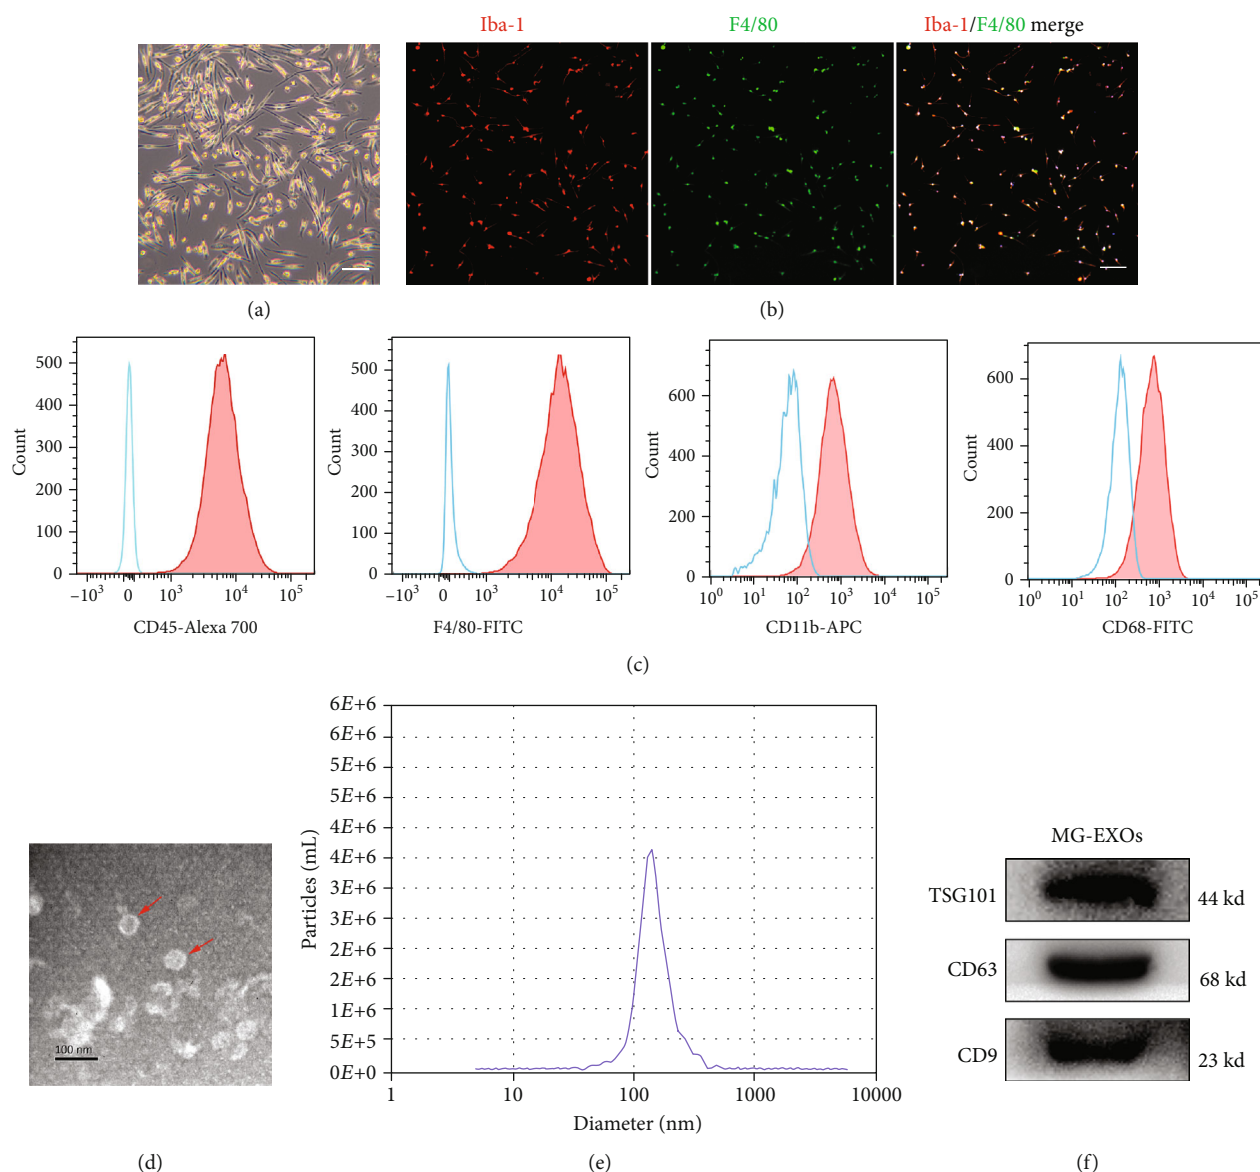 Iba-1 F4/80 Iba-1/F4/80 merge
(a) (b)
500 400 300 200 100 0
Count
–10³ 0 10³ 10⁴ 10⁵
CD45-Alexa 700
500 400 300 200 100 0
Count
–10³ 0 10³ 10⁴ 10⁵
F4/80-FITC
600 400 200 0
Count
10⁰ 10¹ 10² 10³ 10⁴ 10⁵
CD11b-APC
600 400 200 0
Count
10⁰ 10¹ 10² 10³ 10⁴ 10⁵
CD68-FITC
(c)
100 nm
(d)
6E+6
6E+6
5E+6
5E+6
4E+6
4E+6
3E+6
3E+6
2E+6
2E+6
1E+6
5E+5
0E+0
Particles (mL)
1 10 100 1000 10000
Diameter (nm)
(e)
MG-EXOs
TSG101 44 kd
CD63 68 kd
CD9 23 kd
(f)